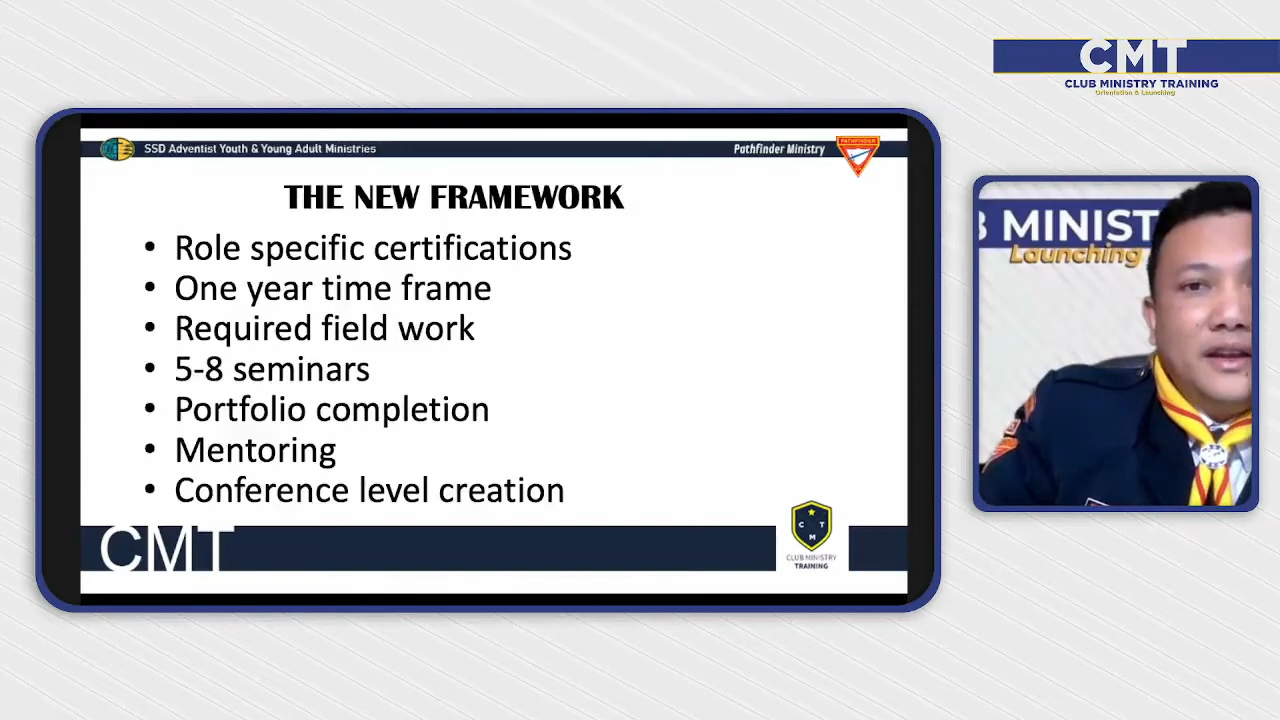 CMT
CLUB MINISTRY TRAINING
Orientation & Launching
SSD Adventist Youth & Young Adult Ministries
Pathfinder Ministry
PATHFINDER
THE NEW FRAMEWORK
• Role specific certifications
• One year time frame
• Required field work
• 5-8 seminars
• Portfolio completion
• Mentoring
• Conference level creation
CMT
C T
M
CLUB MINISTRY
TRAINING
B MINIST
Launching